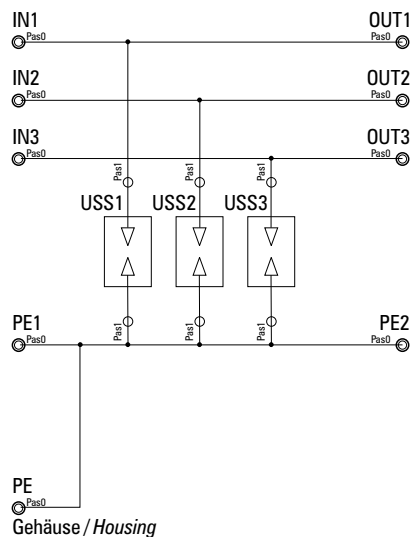 IN1 OUT1
Pas0 Pas0
IN2 OUT2
Pas0 Pas0
IN3 OUT3
Pas0 Pas0
Pas1 Pas1 Pas1
USS1 USS2 USS3
Pas1 Pas1 Pas1
PE1 PE2
Pas0 Pas0
PE
Pas0
Gehäuse / Housing